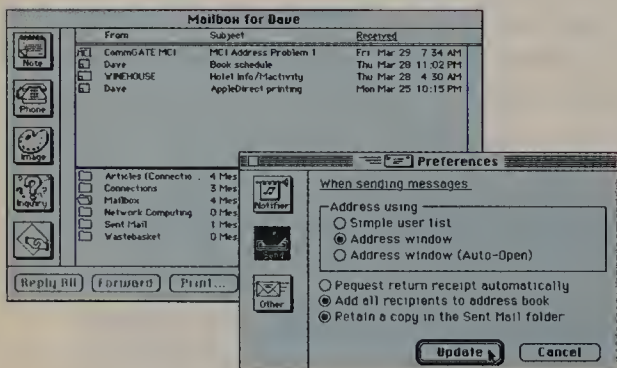 Mailbox for Dave
From Subject Received
CommGATE MCI MCI Address Problem 1 Fri Mar 29 7 34 AM
Dave Book schedule Thu Mar 28 11:02 PM
WINEHOUSE Hotel Info/Mactivity Thu Mar 28 4 30 AM
Dave AppleDirect printing Mon Mar 25 10:15 PM
Note
Phone
Image
Inquiry
Articles (Connectio . 4 Mes
Connections 3 Mes
Mailbox 4 Mes
Network Computing 0 Mes
Sent Mail 1 Mes
Wastebasket 0 Mes
Reply All Forward Print...
Preferences
Notifier
Send
Other
When sending messages.
Address using
Simple user list
Address window
Address window (Auto-Open)
Request return receipt automatically
Add all recipients to address book
Retain a copy in the Sent Mail folder
Update Cancel